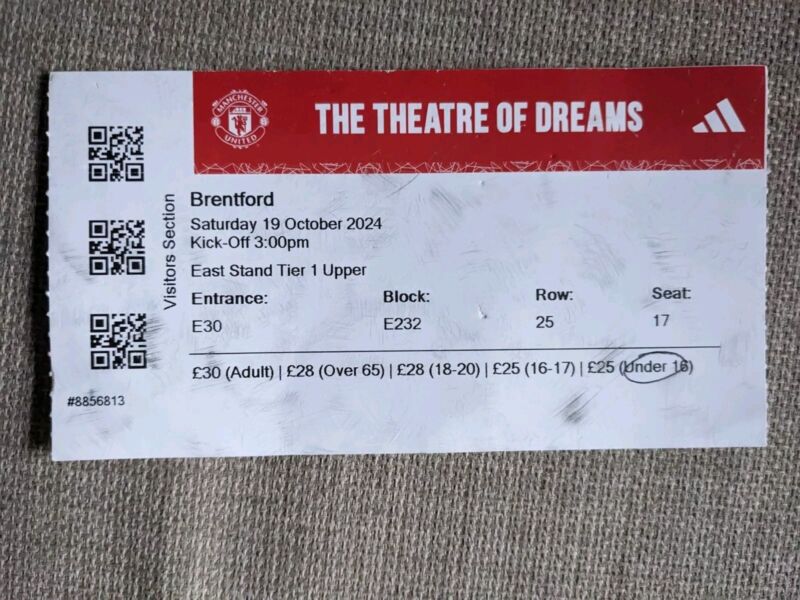 MANCHESTER
UNITED
THE THEATRE OF DREAMS
Visitors Section
Brentford
Saturday 19 October 2024
Kick-Off 3:00pm
East Stand Tier 1 Upper
Entrance: Block: Row: Seat:
E30 E232 25 17
£30 (Adult) | £28 (Over 65) | £28 (18-20) | £25 (16-17) | £25 (Under 16)
#8856813